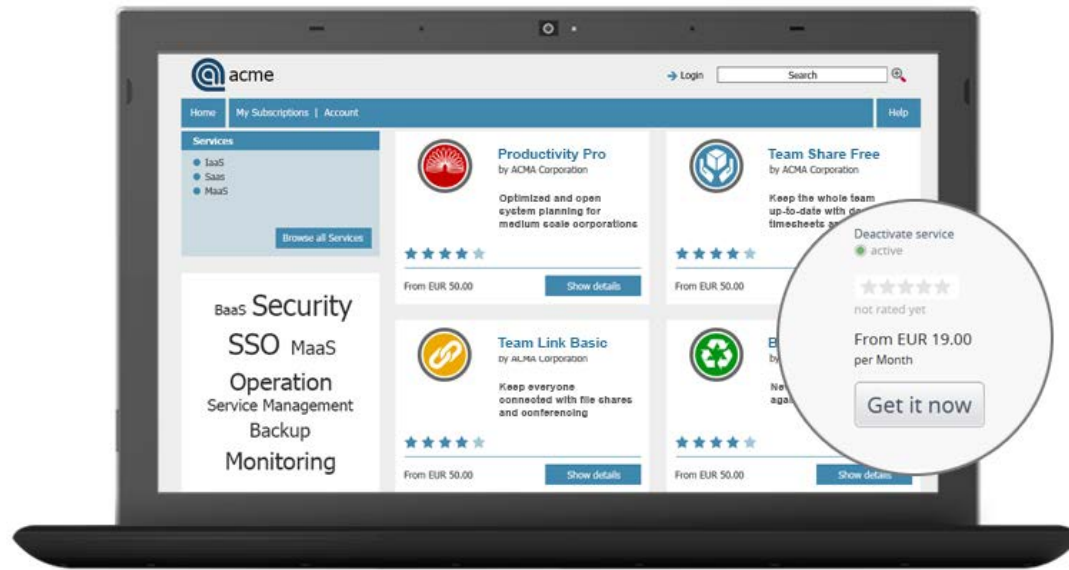 acme
Login
Search
Home
My Subscriptions | Account
Help
Services
IaaS
Saas
MaaS
Browse all Services
BaaS Security
SSO MaaS
Operation
Service Management
Backup
Monitoring
Productivity Pro
by ACMA Corporation
Optimized and open
system planning for
medium scale corporations
From EUR 50.00
Show details
Team Share Free
by ACMA Corporation
Keep the whole team
up-to-date with
timesheets
From EUR 50.00
Team Link Basic
by ACMA Corporation
Keep everyone
connected with file shares
and conferencing
From EUR 50.00
Show details
From EUR 50.00
Show details
Deactivate service
active
not rated yet
From EUR 19.00
per Month
Get it now